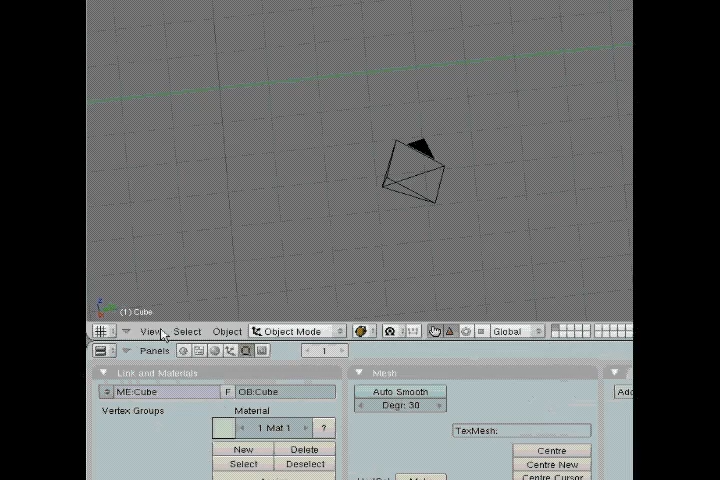 (1) Cube
View Select Object Object Mode Global
Panels 1
Link and Materials Mesh
ME:Cube F OB:Cube Auto Smooth
Degr: 30
Vertex Groups Material
1 Mat 1 ? TexMesh:
New Delete Centre
Select Deselect Centre New
Centre Cursor